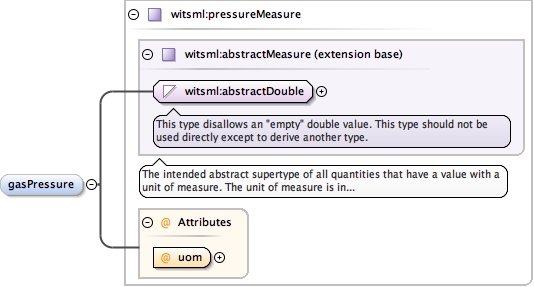 witsml:pressureMeasure
witsml:abstractMeasure (extension base)
witsml:abstractDouble
This type disallows an "empty" double value. This type should not be
used directly except to derive another type.
The intended abstract supertype of all quantities that have a value with a
unit of measure. The unit of measure is in...
gasPressure
@ Attributes
@ uom